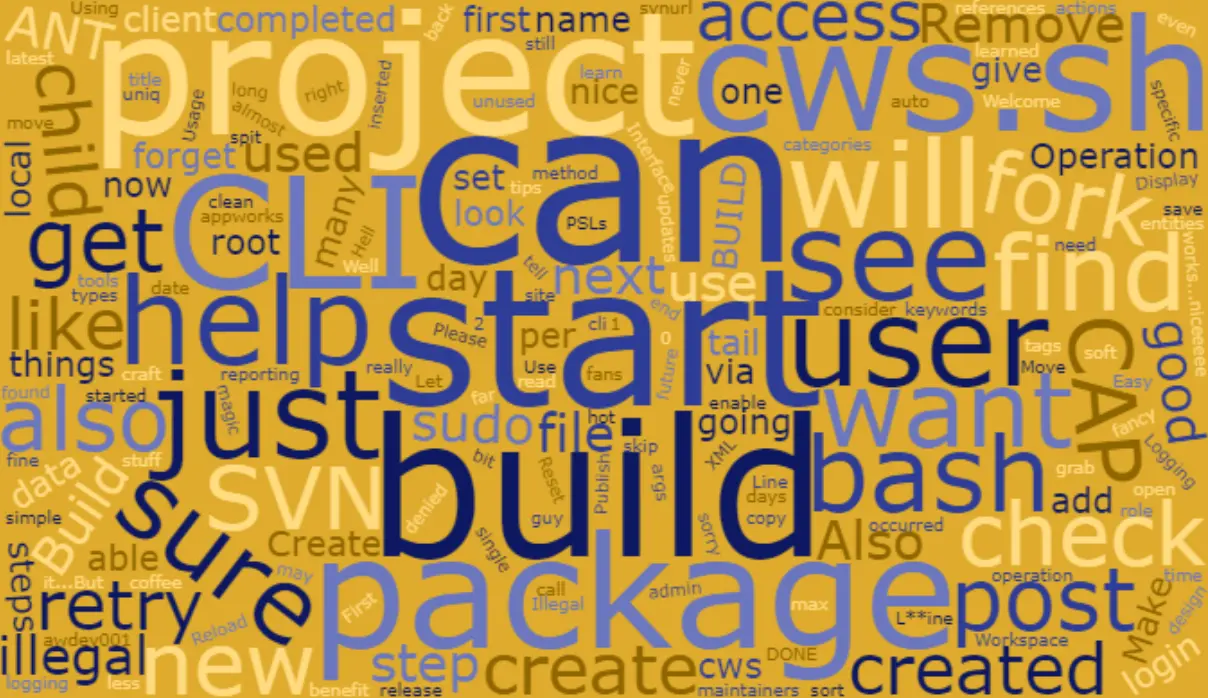 Using
client
completed
first
name
svnurl
access
Remove
references
actions
even
ANT
project
back
still
cws.sh
learned
give
latest
title
uniq
long
right
inserted
learn
nice
unused
never
one
auto
Welcome
specific
child
Usage
almost
move
spit
forget
used
Interface
categories
will
fork
Operation
Display
local
now
clean
appworks
CLI
many
Hell
can
set
tips
method
look
PSLs
updates
BUILD
save
entities
get
root
Well
day
tell
site
next
use
see
find
need
works...niceeeee
tools
types
date
help
start
end
consider
keywords
like
Please
2
per
cli
1
0
tail
user
tags
soft
CAP
good
things
craft
reporting
really
Let
Use
read
fans
future
via
Move
Easy
found
started
also
just
magic
far
sudo
file
hot
skip
enable
going
want
fancy
fine
stuff
bit
XML
bash
Logging
grab
data
Build
sure
SVN
denied
build
Reset
Publish
args
Line
days
copy
add
open
role
simple
able
Create
single
guy
sorry
Also
occurred
check
steps
it...But
coffee
may
package
call
Illegal
admin
max
operation
post
time
retry
First
L**ine
Make
design
awdev001
Reload
Workspace
illegal
new
step
create
cws
DONE
created
login
logging
less
benefit
release
maintainers
sort